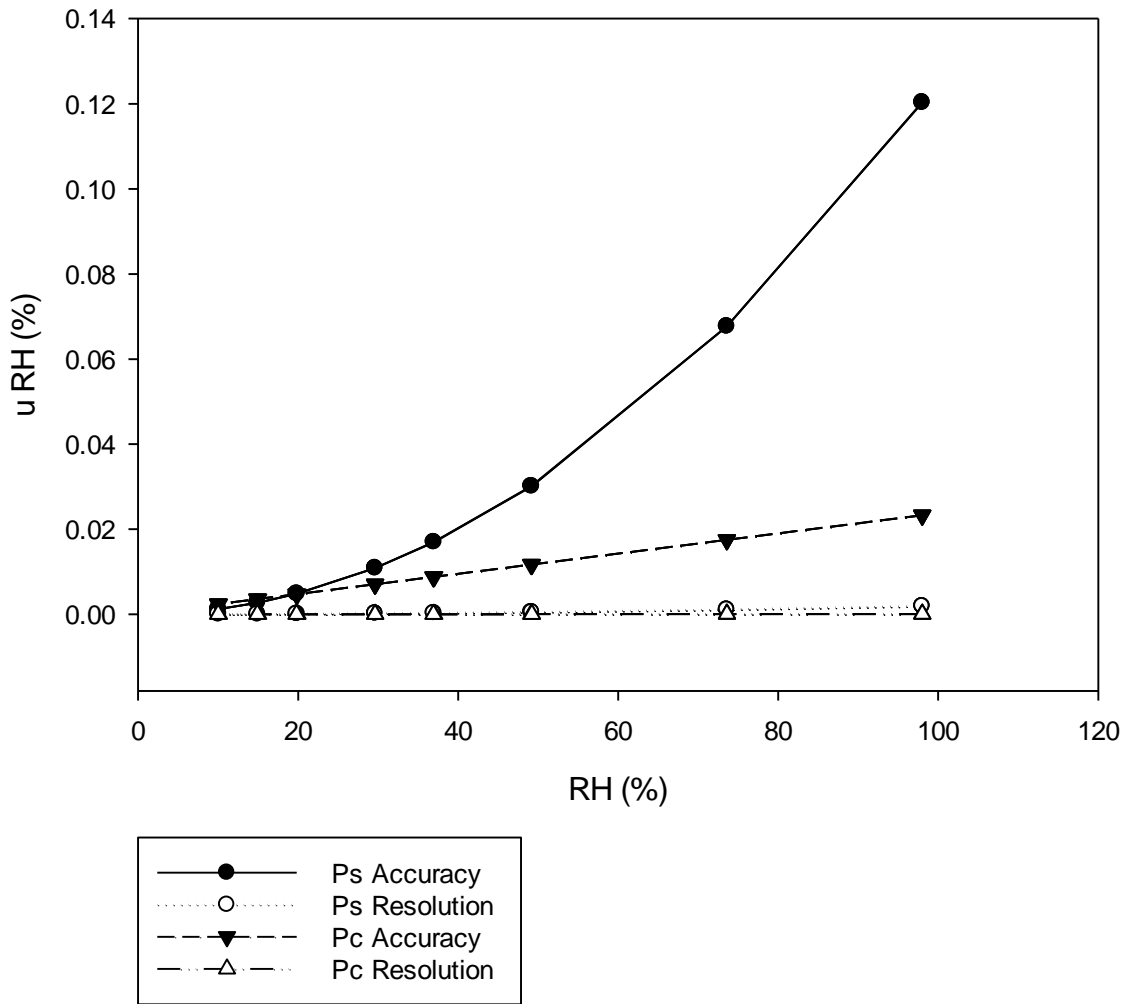 0.14
0.12
0.10
0.08
0.06
0.04
0.02
0.00
u RH (%)
0 20 40 60 80 100 120
RH (%)
Ps Accuracy
Ps Resolution
Pc Accuracy
Pc Resolution